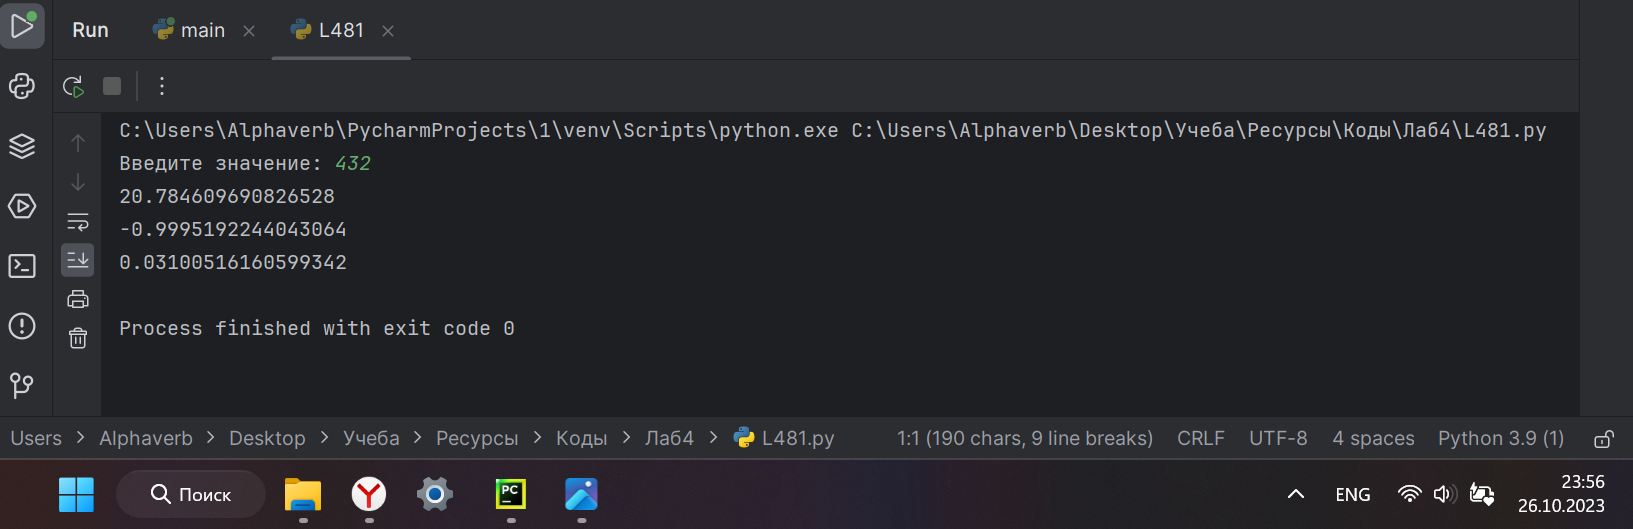 Run main L481
C:\Users\Alphaverb\PycharmProjects\1\venv\Scripts\python.exe C:\Users\Alphaverb\Desktop\Учеба\Ресурсы\Коды\Лаб4\L481.py
Введите значение: 432
20.784609690826528
-0.9995192244043064
0.03100516160599342
Process finished with exit code 0
Users > Alphaverb > Desktop > Учеба > Ресурсы > Коды > Лаб4 > L481.py 1:1 (190 chars, 9 line breaks) CRLF UTF-8 4 spaces Python 3.9 (1)
Поиск PC ENG 23:56
26.10.2023